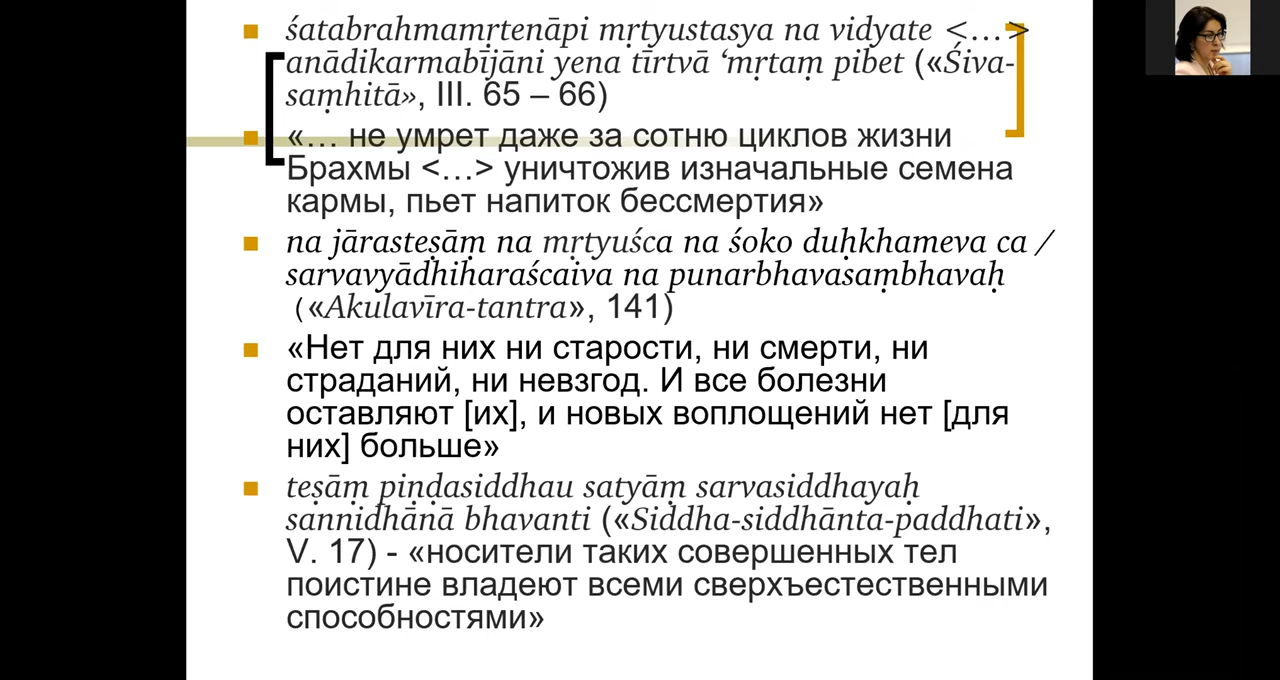 śatabrahmamṛtenāpi mṛtyustasya na vidyate <…>
anādikarmabījāni yena tīrtvā ‘mṛtaṃ pibet («Śiva-
saṃhitā», III. 65 – 66)
«… не умрет даже за сотню циклов жизни
Брахмы <…> уничтожив изначальные семена
кармы, пьет напиток бессмертия»
na jārasteṣāṃ na mṛtyuśca na śoko duḥkhameva ca /
sarvavyādhiharaścaiva na punarbhavasaṃbhavaḥ
(«Akulavīra-tantra», 141)
«Нет для них ни старости, ни смерти, ни
страданий, ни невзгод. И все болезни
оставляют [их], и новых воплощений нет [для
них] больше»
teṣāṃ piṇḍasiddhau satyāṃ sarvasiddhayaḥ
sannidhānā bhavanti («Siddha-siddhānta-paddhati»,
V. 17) - «носители таких совершенных тел
поистине владеют всеми сверхъестественными
способностями»